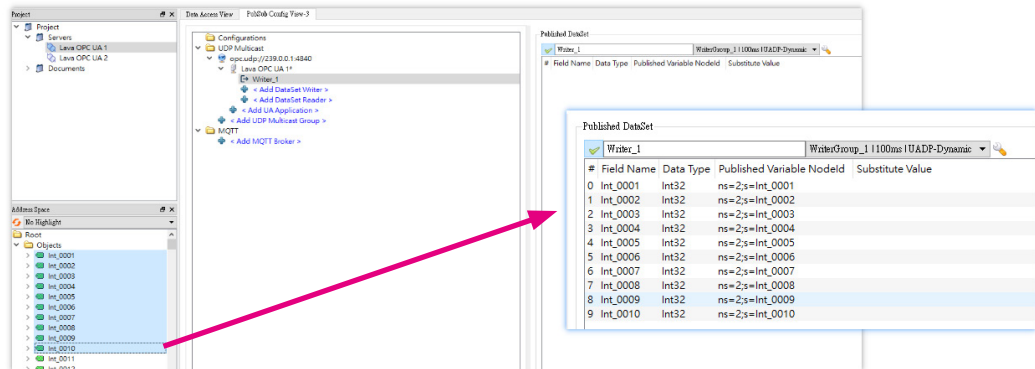 Project
Project
Servers
Lava OPC UA 1
Lava OPC UA 2
Documents
Address Space
No Highlight
Root
Objects
Int_0001
Int_0002
Int_0003
Int_0004
Int_0005
Int_0006
Int_0007
Int_0008
Int_0009
Int_0010
Int_0011
Int_0012
Data Access View PubSub Config View-3
Configurations
UDP Multicast
opc.udp://239.0.0.1:4840
Lava OPC UA 1*
Writer_1
< Add DataSet Writer >
< Add DataSet Reader >
< Add UA Application >
< Add UDP Multicast Group >
MQTT
< Add MQTT Broker >
Published DataSet
Writer_1 WriterGroup_1 | 100ms | UADP-Dynamic
# Field Name Data Type Published Variable NodeId Substitute Value
Published DataSet
Writer_1 WriterGroup_1 | 100ms | UADP-Dynamic
# Field Name Data Type Published Variable NodeId Substitute Value
0 Int_0001 Int32 ns=2;s=Int_0001
1 Int_0002 Int32 ns=2;s=Int_0002
2 Int_0003 Int32 ns=2;s=Int_0003
3 Int_0004 Int32 ns=2;s=Int_0004
4 Int_0005 Int32 ns=2;s=Int_0005
5 Int_0006 Int32 ns=2;s=Int_0006
6 Int_0007 Int32 ns=2;s=Int_0007
7 Int_0008 Int32 ns=2;s=Int_0008
8 Int_0009 Int32 ns=2;s=Int_0009
9 Int_0010 Int32 ns=2;s=Int_0010